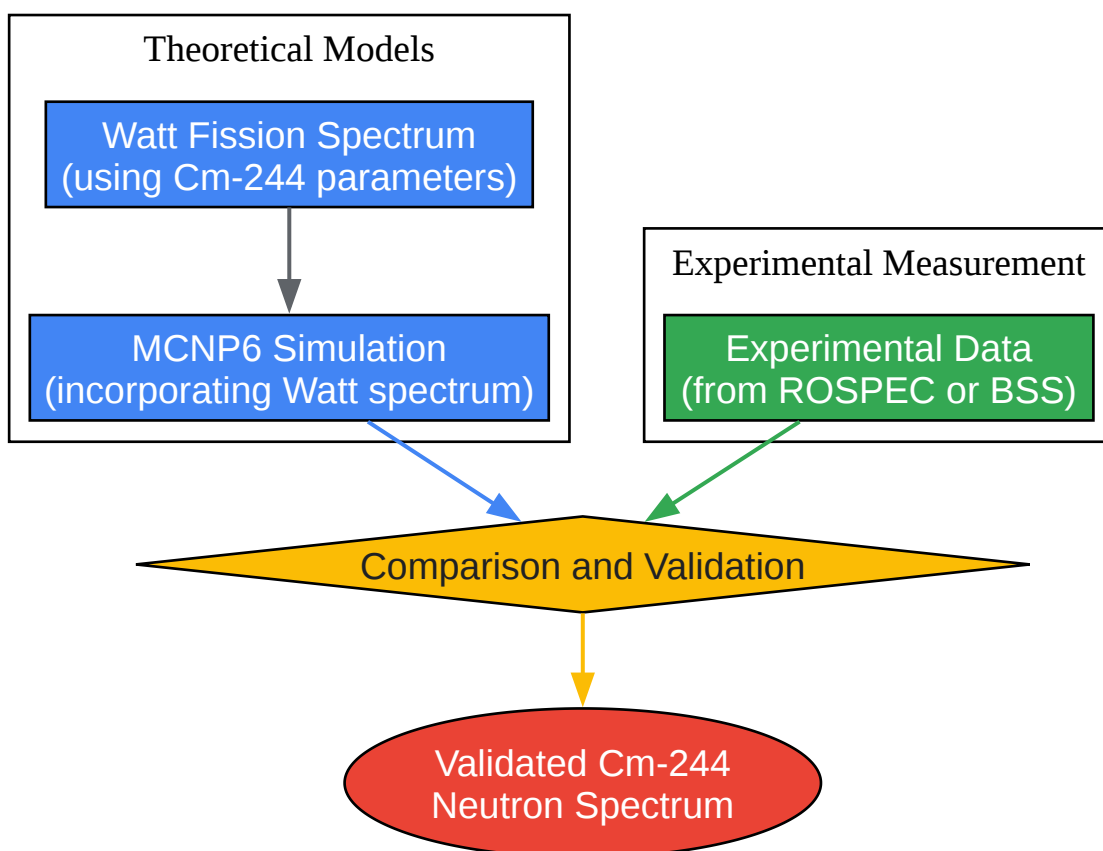 Theoretical Models
Watt Fission Spectrum
(using Cm-244 parameters)
MCNP6 Simulation
(incorporating Watt spectrum)
Experimental Measurement
Experimental Data
(from ROSPEC or BSS)
Comparison and Validation
Validated Cm-244
Neutron Spectrum